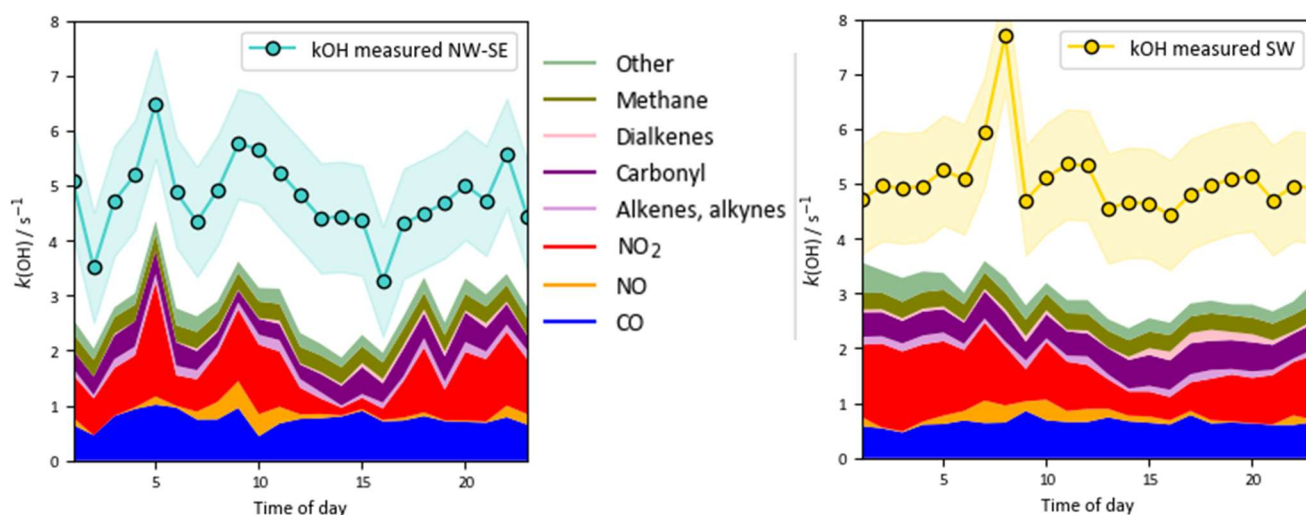 8
7
6
5
4
3
2
1
0
k(OH) / s⁻¹
kOH measured NW-SE
5
10
15
20
Time of day
Other
Methane
Dialkenes
Carbonyl
Alkenes, alkynes
NO₂
NO
CO
8
7
6
5
4
3
2
1
0
k(OH) / s⁻¹
kOH measured SW
5
10
15
20
Time of day